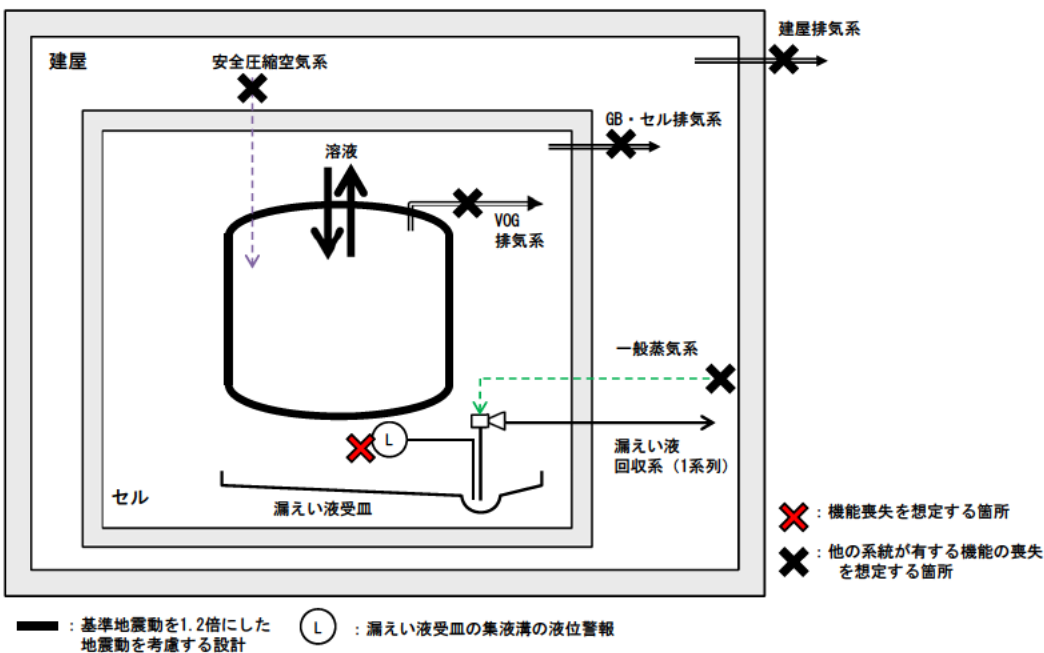 建屋排気系
建屋
安全圧縮空気系
GB・セル排気系
溶液
VOG
排気系
一般蒸気系
L
漏えい液
回収系（1系列）
セル
漏えい液受皿
：機能喪失を想定する箇所
：他の系統が有する機能の喪失
を想定する箇所
：基準地震動を1.2倍にした
地震動を考慮する設計
L
：漏えい液受皿の集液溝の液位警報